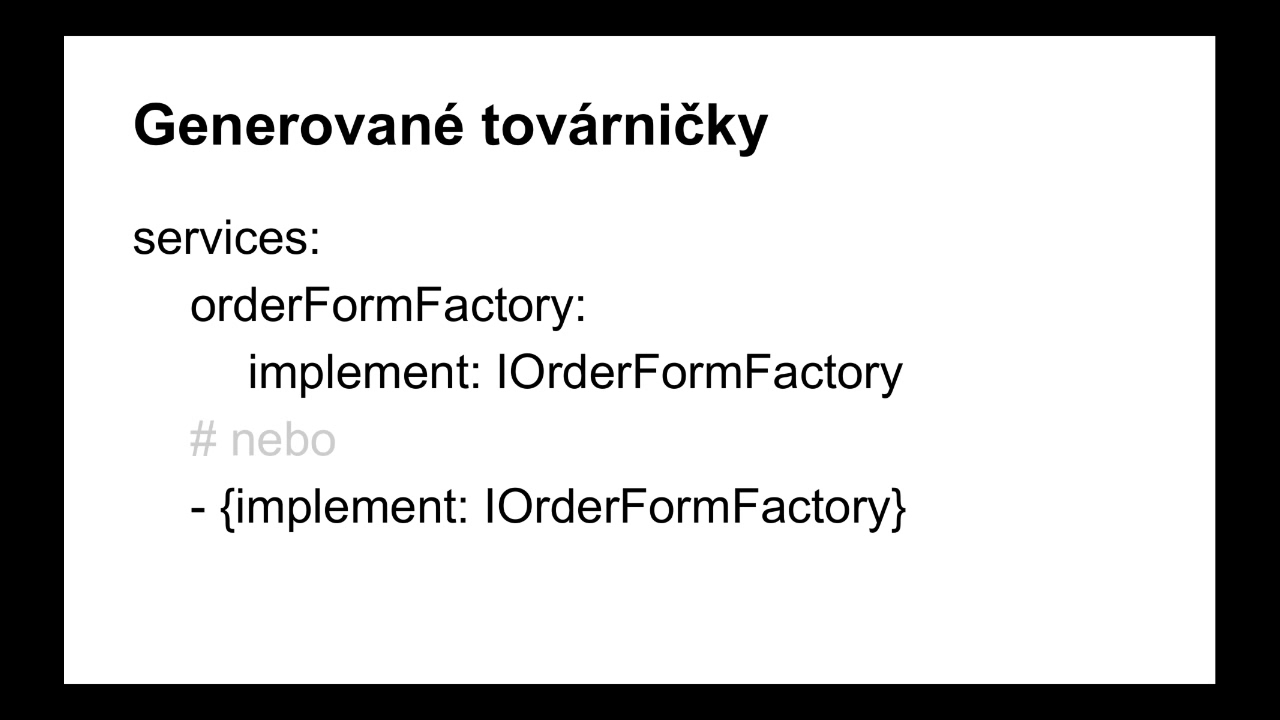 Generované továrničky
services:
orderFormFactory:
implement: IOrderFormFactory
# nebo
- {implement: IOrderFormFactory}